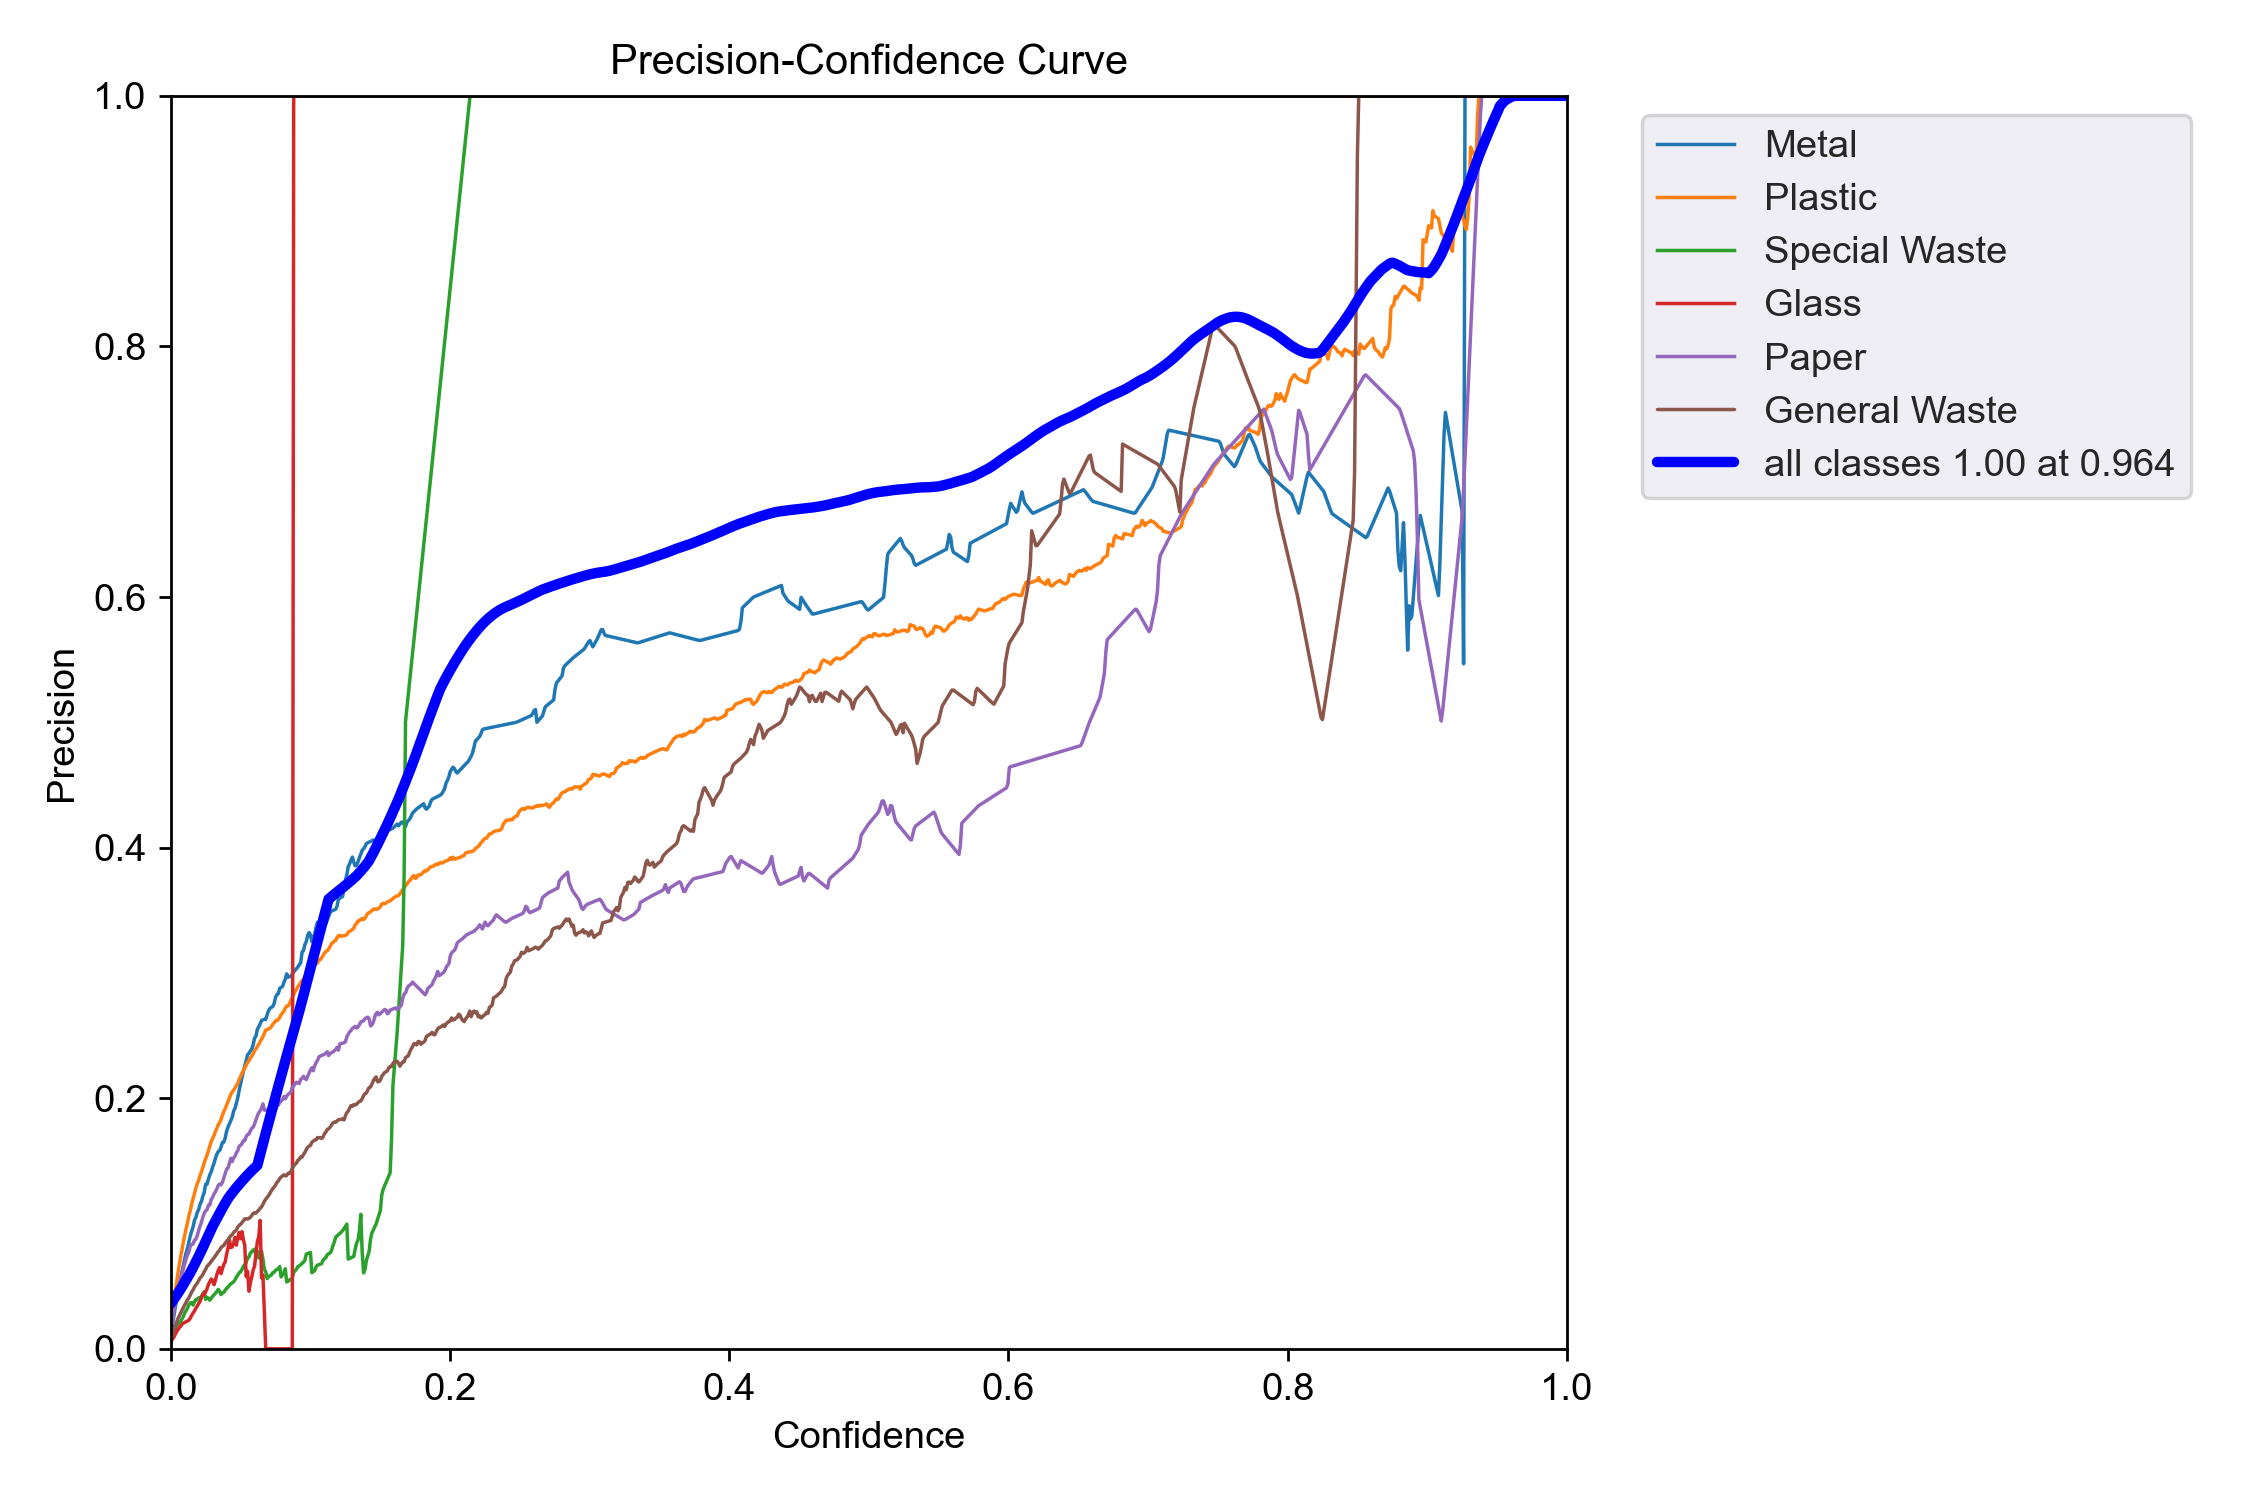 Precision-Confidence Curve
1.0
0.8
0.6
0.4
0.2
0.0
Precision
0.0 0.2 0.4 0.6 0.8 1.0
Confidence
Metal
Plastic
Special Waste
Glass
Paper
General Waste
all classes 1.00 at 0.964